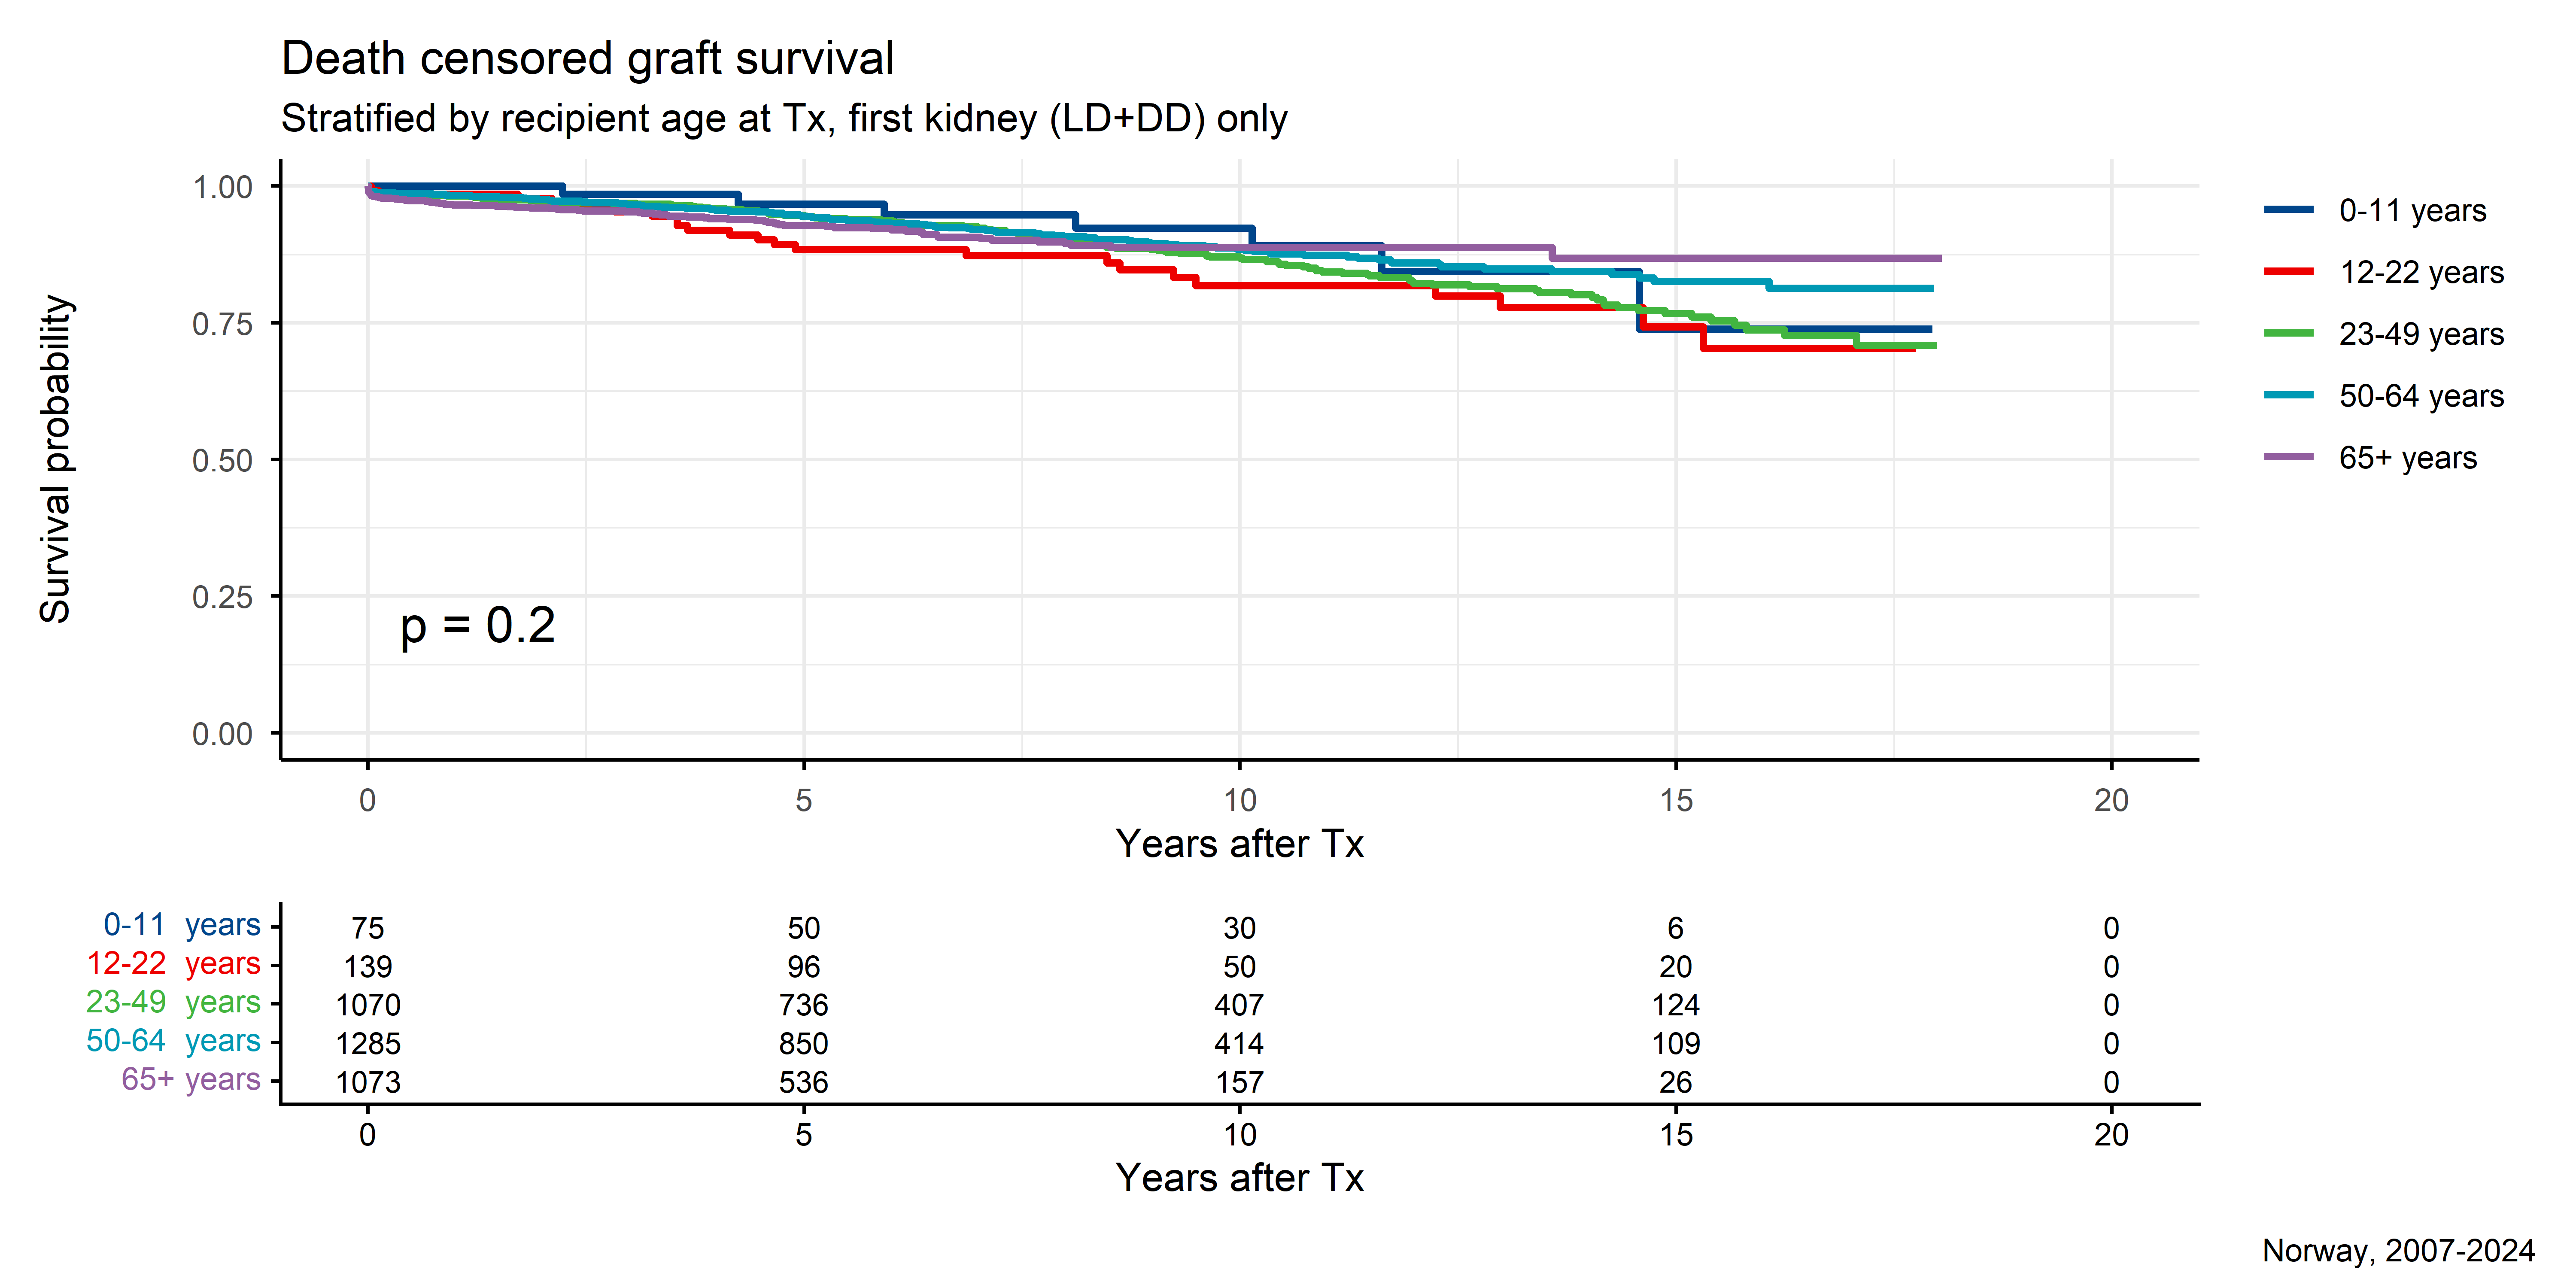 Death censored graft survival
Stratified by recipient age at Tx, first kidney (LD+DD) only
Survival probability
1.00
0.75
0.50
0.25
0.00
p = 0.2
0 5 10 15 20
Years after Tx
0-11 years
12-22 years
23-49 years
50-64 years
65+ years
0-11 years 75 50 30 6 0
12-22 years 139 96 50 20 0
23-49 years 1070 736 407 124 0
50-64 years 1285 850 414 109 0
65+ years 1073 536 157 26 0
0 5 10 15 20
Years after Tx
Norway, 2007-2024